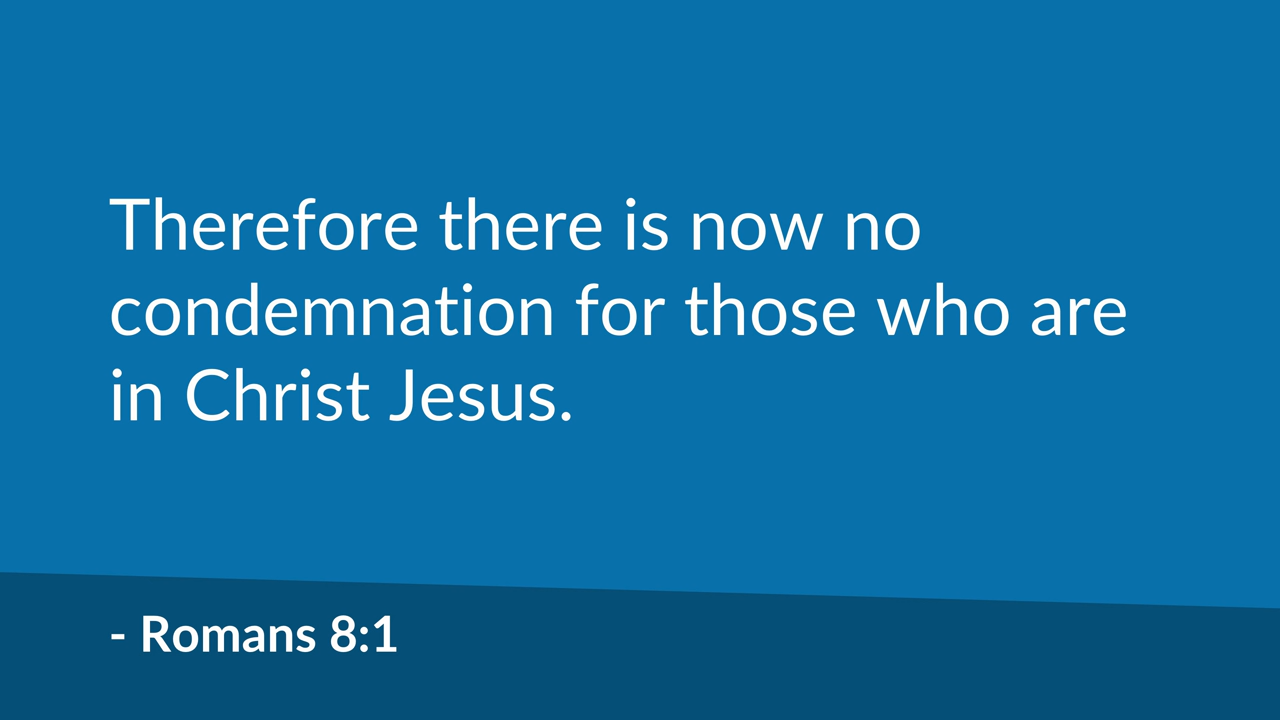 Therefore there is now no
condemnation for those who are
in Christ Jesus.
- Romans 8:1